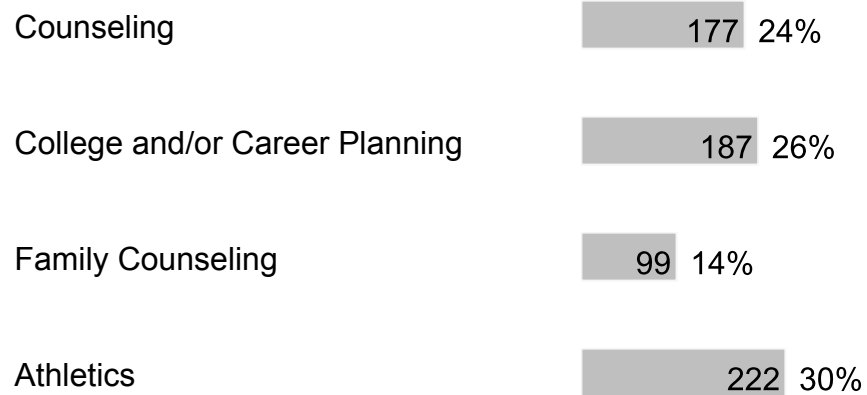 Counseling 177 24%
College and/or Career Planning 187 26%
Family Counseling 99 14%
Athletics 222 30%